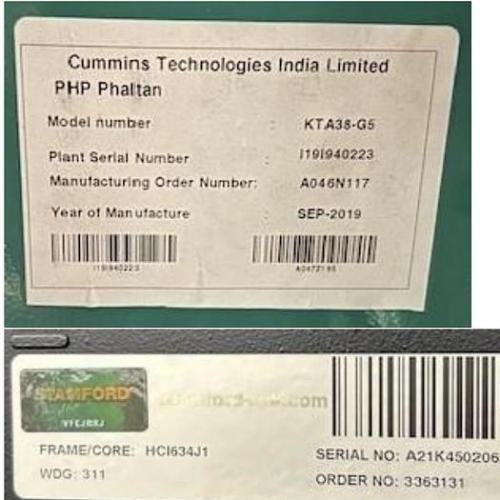 Cummins Technologies India Limited
PHP Phaltan
Model number : KTA38-G5
Plant Serial Number : I19I940223
Manufacturing Order Number: A046N117
Year of Manufacture : SEP-2019
I19I940223
STAMFORD
FRAME/CORE: HCI634J1
WDG: 311
SERIAL NO: A21K450206
ORDER NO: 3363131